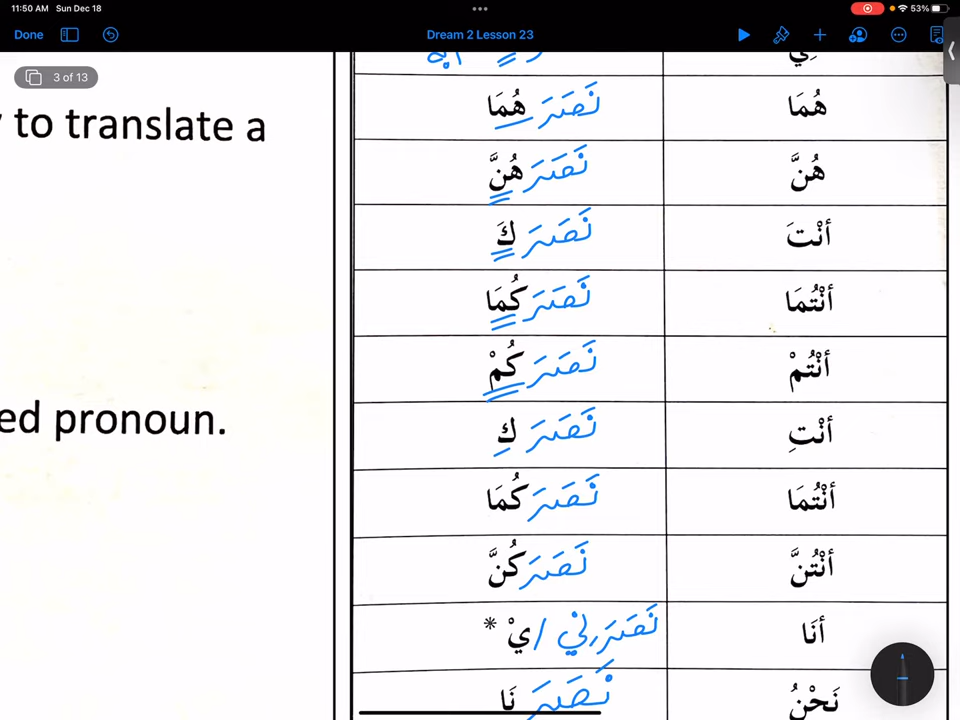 11:50 AM Sun Dec 18
53%
Done
Dream 2 Lesson 23
3 of 13
to translate a
ed pronoun.
هُمَا نَصَرَ هُمَا
هُنَّ نَصَرَ هُنَّ
أَنْتَ نَصَرَ كَ
أَنْتُمَا نَصَرَ كُمَا
أَنْتُمْ نَصَرَ كُمْ
أَنْتِ نَصَرَ كِ
أَنْتُمَا نَصَرَ كُمَا
أَنْتُنَّ نَصَرَ كُنَّ
أَنَا نَصَرَنِيْ / يْ *
نَحْنُ نَصَرَ نَا